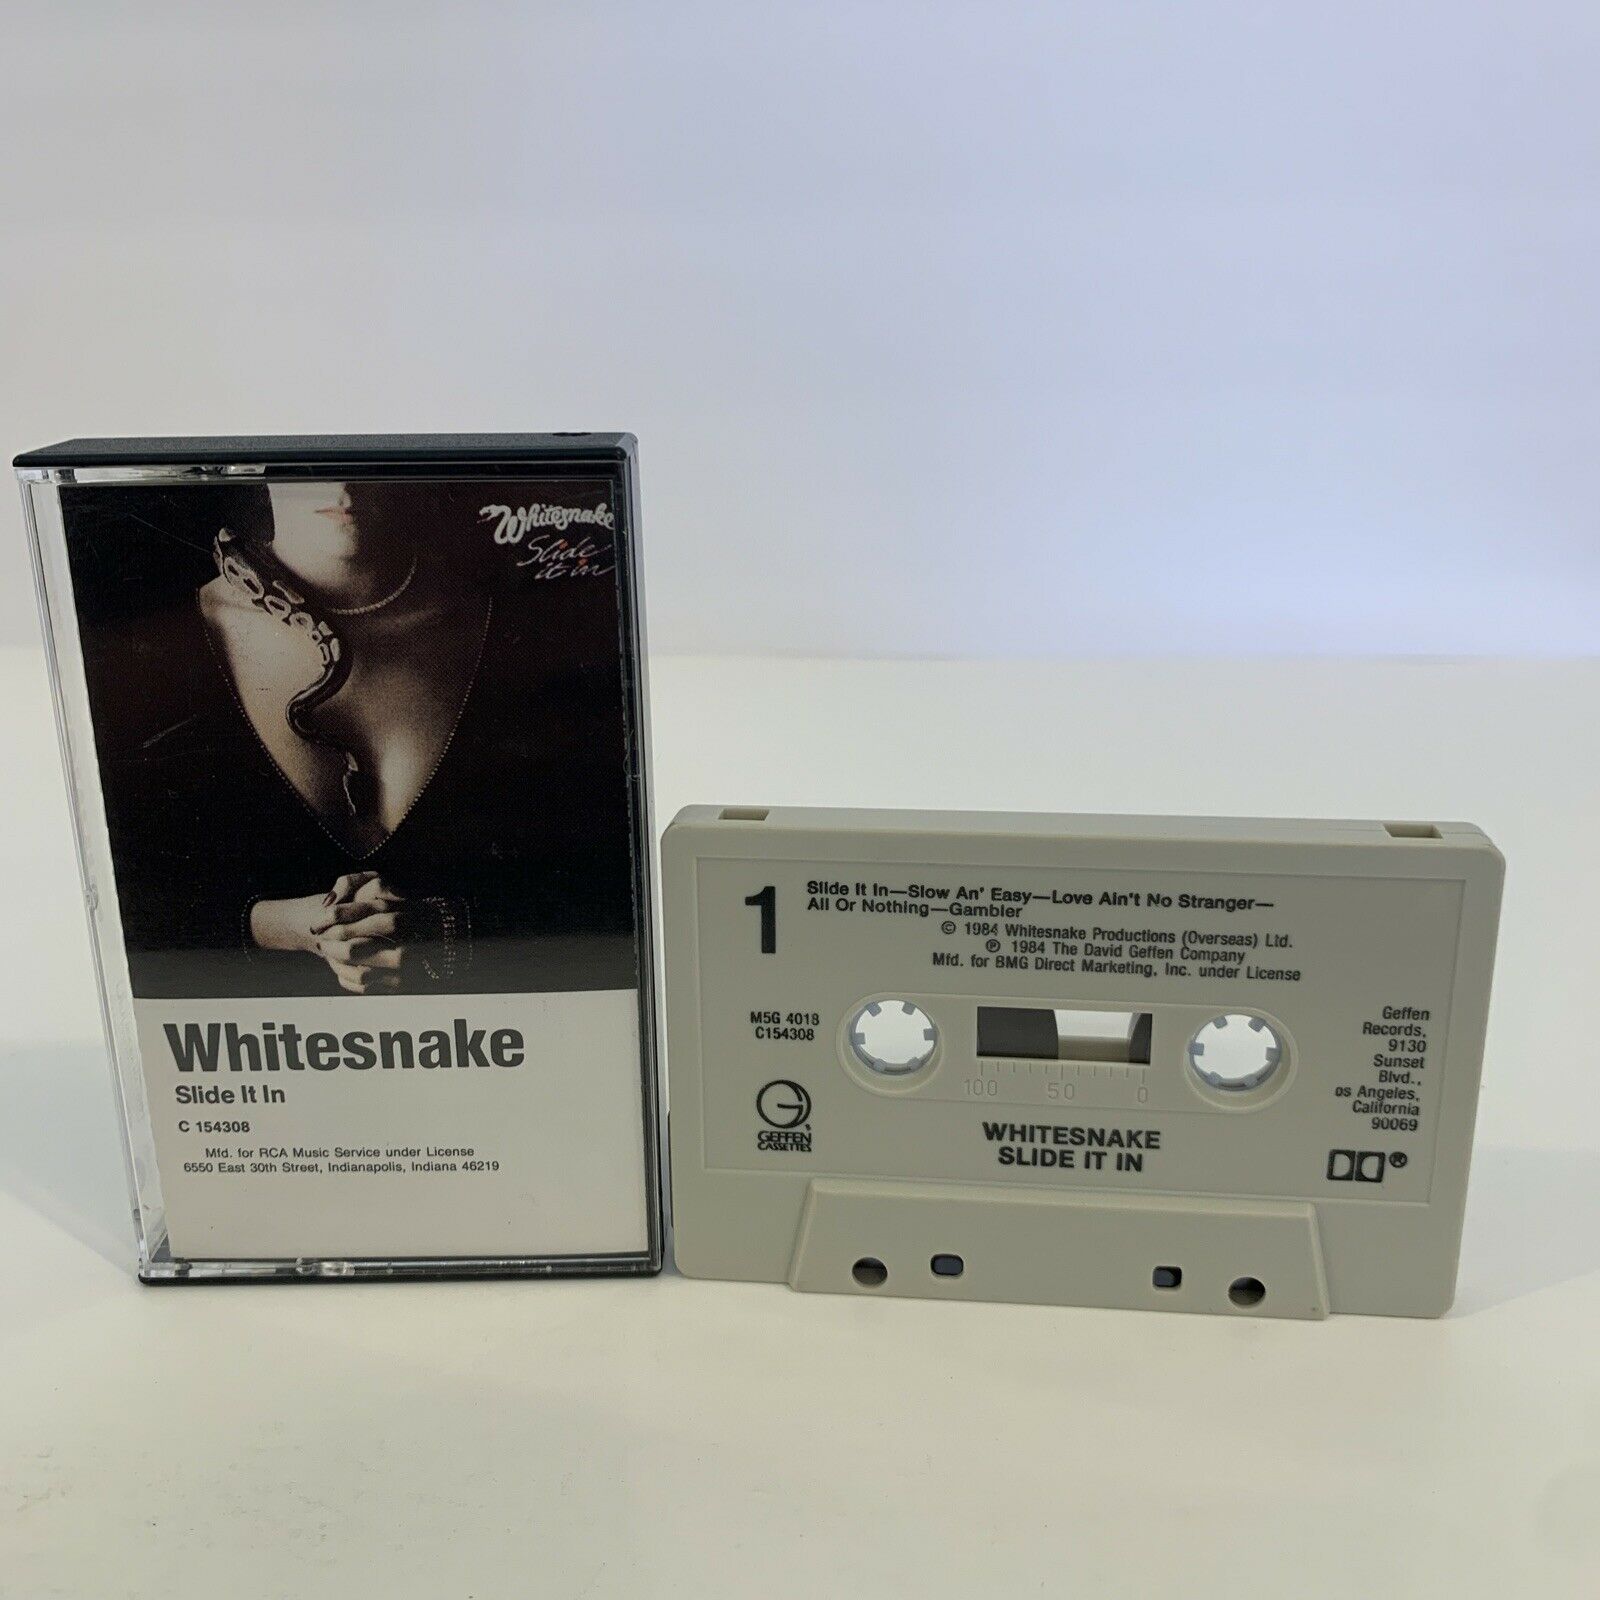 Whitesnake
Slide
it in
Whitesnake
Slide It In
C 154308
Mfd. for RCA Music Service under License
6550 East 30th Street, Indianapolis, Indiana 46219
1
Slide It In—Slow An' Easy—Love Ain't No Stranger—
All Or Nothing—Gambler
© 1984 Whitesnake Productions (Overseas) Ltd.
℗ 1984 The David Geffen Company
Mfd. for BMG Direct Marketing, Inc. under License
M5G 4018
C154308
G
GEFFEN
CASSETTES
100 50 0
Geffen
Records,
9130
Sunset
Blvd.,
os Angeles,
California
90069
WHITESNAKE
SLIDE IT IN
®